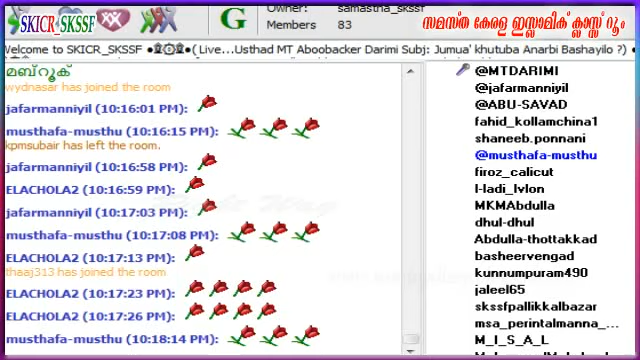 SKICR_SKSSF
G
Owner: samastha_skssf
Members 83
സമസ്ത കേരള ഇസ്ലാമിക് ക്ലാസ്സ് റൂം
Welcome to SKICR_SKSSF
(Live...Usthad MT Aboobacker Darimi Subj: Jumua' khutuba Anarbi Bashayilo ?)
മബ്റൂക്
wydnasar has joined the room
jafarmanniyil (10:16:01 PM):
musthafa-musthu (10:16:15 PM):
kpmsubair has left the room.
jafarmanniyil (10:16:58 PM):
ELACHOLA2 (10:16:59 PM):
jafarmanniyil (10:17:03 PM):
musthafa-musthu (10:17:08 PM):
ELACHOLA2 (10:17:13 PM):
thaaj313 has joined the room
ELACHOLA2 (10:17:23 PM):
ELACHOLA2 (10:17:26 PM):
musthafa-musthu (10:18:14 PM):
@MTDARIMI
@jafarmanniyil
@ABU-SAVAD
fahid_kollamchina1
shaneeb.ponnani
@musthafa-musthu
firoz_calicut
l-ladi_lvlon
MKMAbdulla
dhul-dhul
Abdulla-thottakkad
basheervengad
kunnumpuram490
jaleel65
skssfpallikkalbazar
msa_perintalmanna_...
M_I_S_A_L